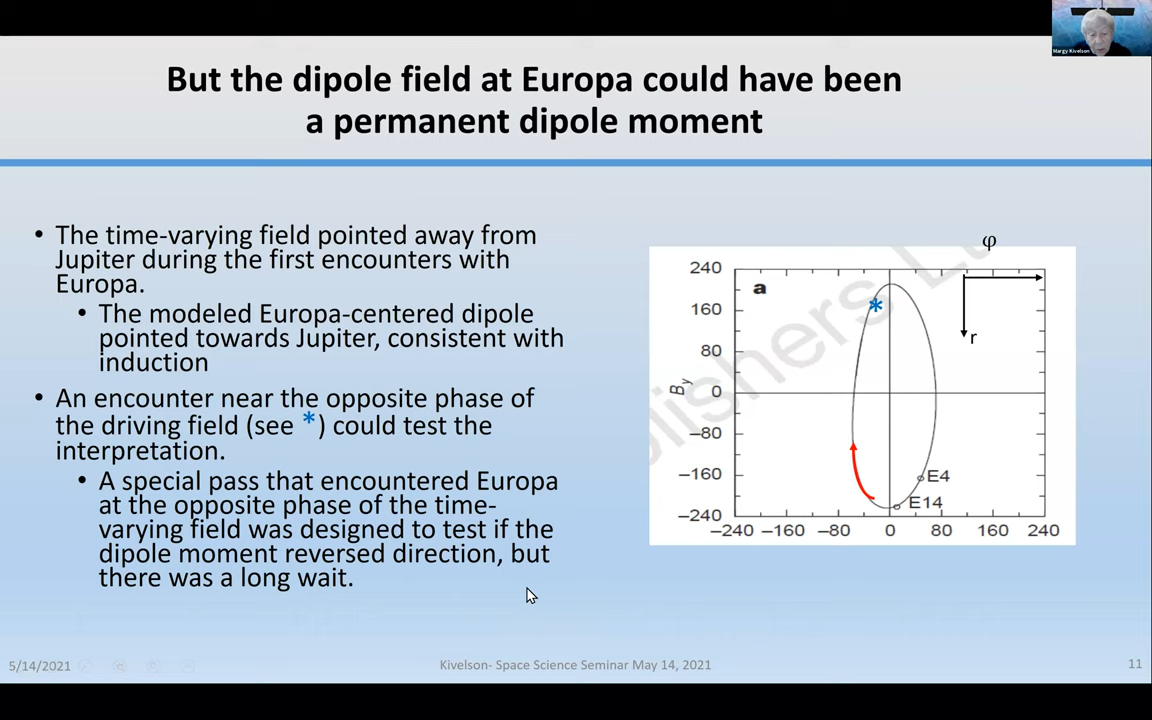 Margy Kivelson
But the dipole field at Europa could have been
a permanent dipole moment
• The time-varying field pointed away from
Jupiter during the first encounters with
Europa.
• The modeled Europa-centered dipole
pointed towards Jupiter, consistent with
induction
• An encounter near the opposite phase of
the driving field (see *) could test the
interpretation.
• A special pass that encountered Europa
at the opposite phase of the time-
varying field was designed to test if the
dipole moment reversed direction, but
there was a long wait.
φ
r
a
*
240
160
80
0
−80
−160
−240
By
E4
E14
−240 −160 −80 0 80 160 240
5/14/2021
Kivelson- Space Science Seminar May 14, 2021
11